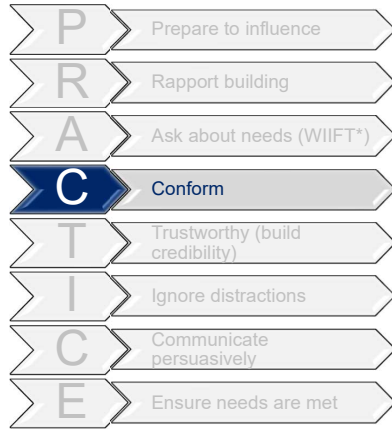 P Prepare to influence
R Rapport building
A Ask about needs (WIIFT*)
C Conform
T Trustworthy (build
credibility)
I Ignore distractions
C Communicate
persuasively
E Ensure needs are met